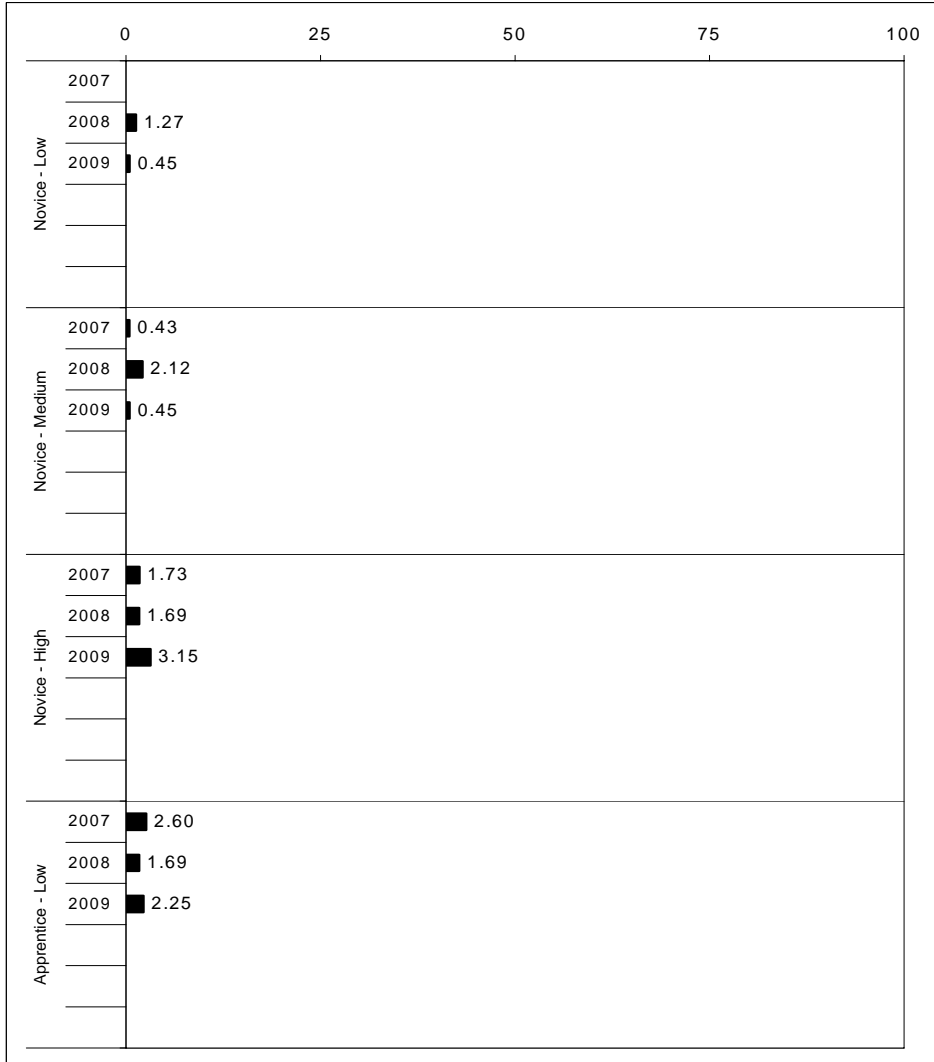 0 25 50 75 100
Novice - Low
2007
2008 1.27
2009 0.45
Novice - Medium
2007 0.43
2008 2.12
2009 0.45
Novice - High
2007 1.73
2008 1.69
2009 3.15
Apprentice - Low
2007 2.60
2008 1.69
2009 2.25